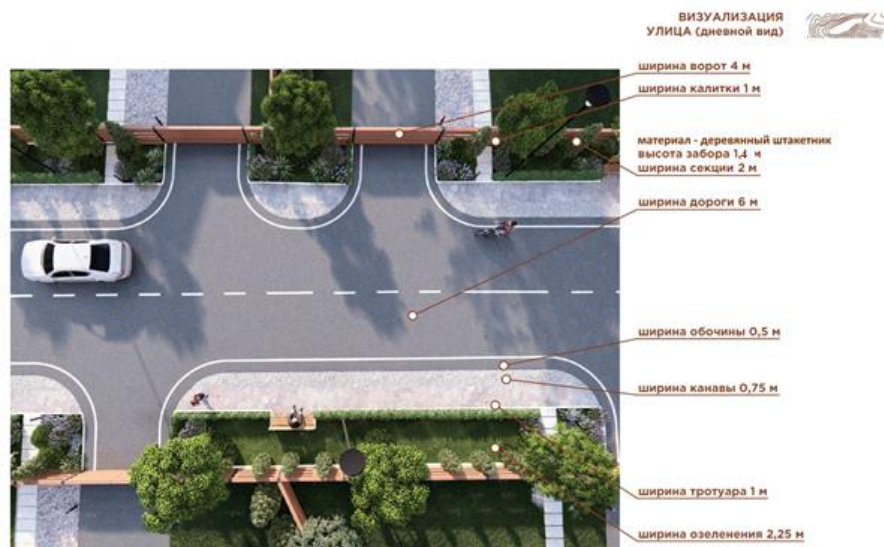 ВИЗУАЛИЗАЦИЯ
УЛИЦА (дневной вид)
ширина ворот 4 м
ширина калитки 1 м
материал - деревянный штакетник
высота забора 1,4 м
ширина секции 2 м
ширина дороги 6 м
ширина обочины 0,5 м
ширина канавы 0,75 м
ширина тротуара 1 м
ширина озеленения 2,25 м